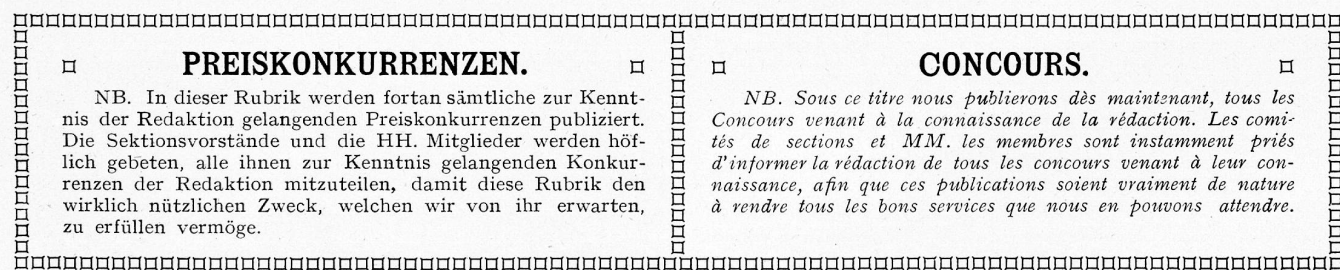 PREISKONKURRENZEN.
NB. In dieser Rubrik werden fortan sämtliche zur Kennt-
nis der Redaktion gelangenden Preiskonkurrenzen publiziert.
Die Sektionsvorstände und die HH. Mitglieder werden höf-
lich gebeten, alle ihnen zur Kenntnis gelangenden Konkur-
renzen der Redaktion mitzuteilen, damit diese Rubrik den
wirklich nützlichen Zweck, welchen wir von ihr erwarten,
zu erfüllen vermöge.
CONCOURS.
NB. Sous ce titre nous publierons dès maintenant, tous les
Concours venant à la connaissance de la rédaction. Les comi-
tés de sections et MM. les membres sont instamment priés
d'informer la rédaction de tous les concours venant à leur con-
naissance, afin que ces publications soient vraiment de nature
à rendre tous les bons services que nous en pouvons attendre.